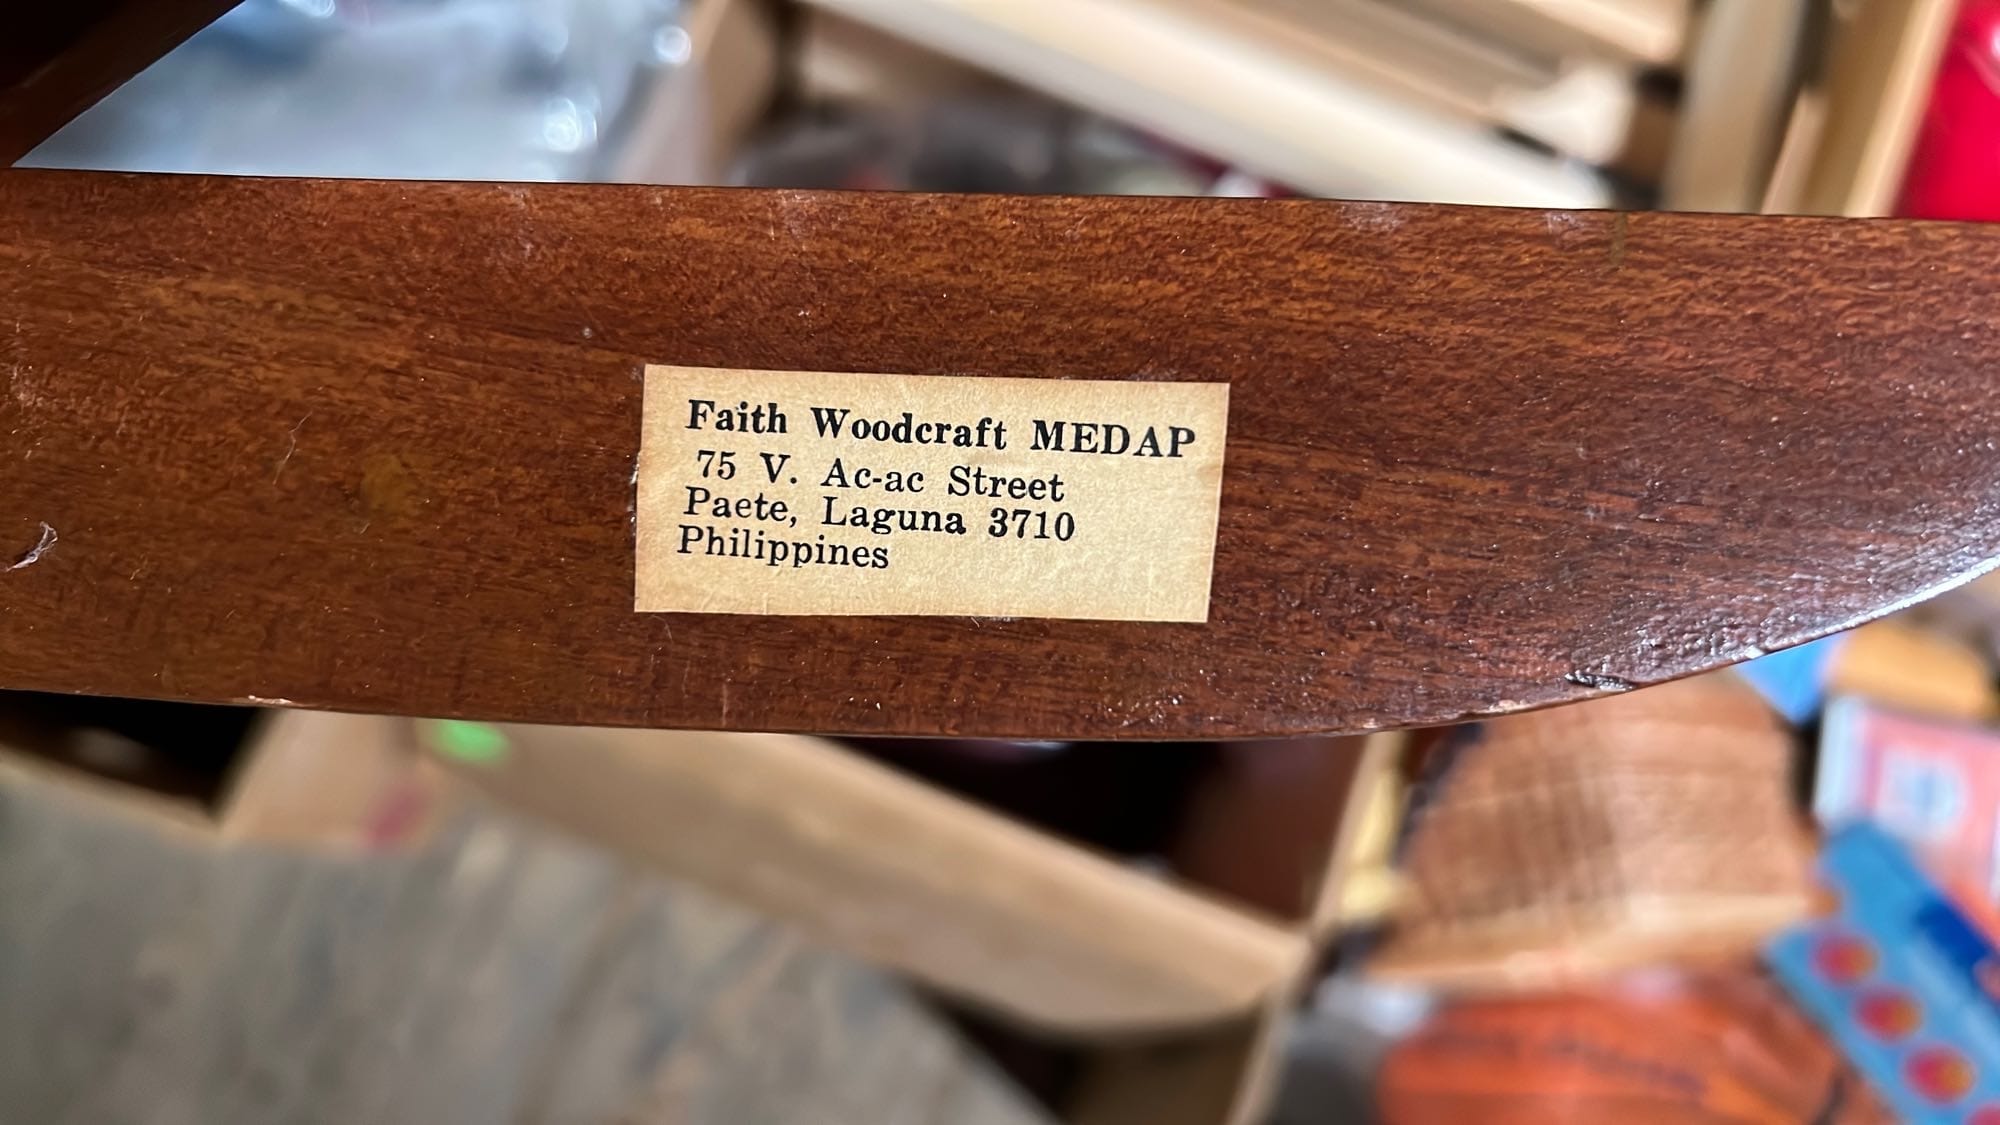 Faith Woodcraft MEDAP
75 V. Ac-ac Street
Paete, Laguna 3710
Philippines